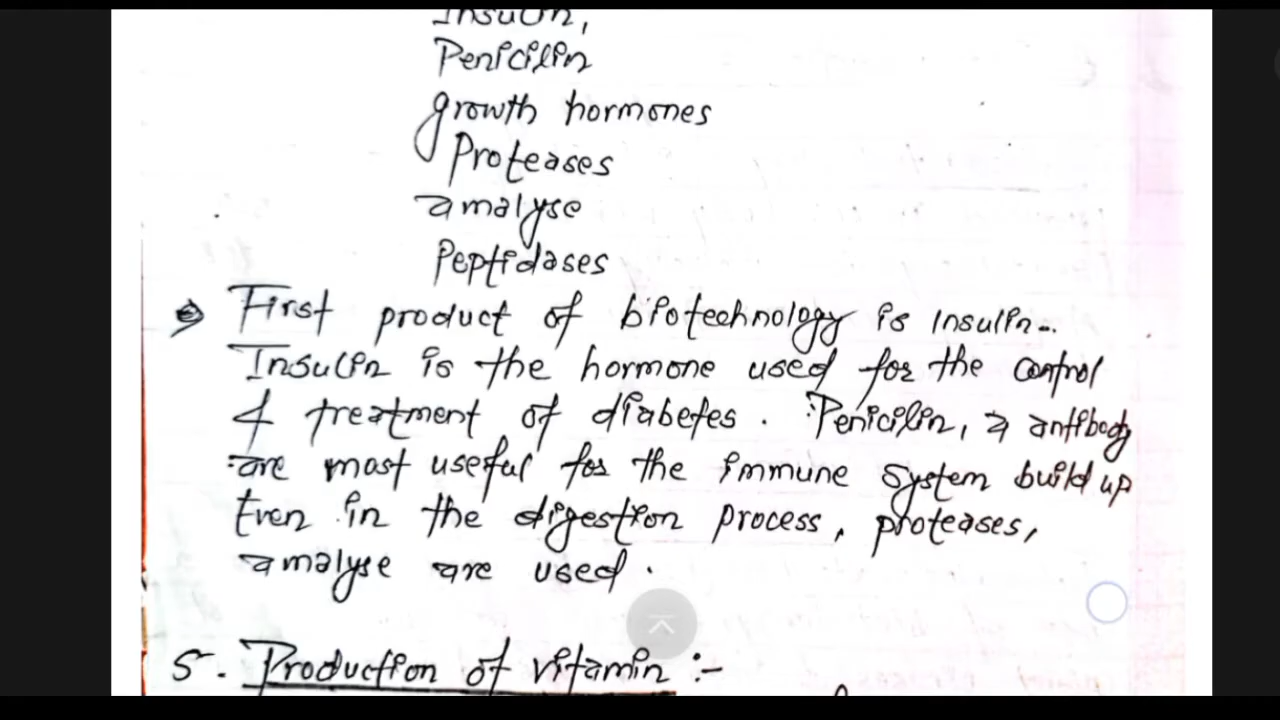 Insulin,
Penicilin
growth hormones
Proteases
amalyse
Peptidases
→ First product of biotechnology is Insulin-.
Insulin is the hormone used for the control
& treatment of diabetes. Penicilin, a antibody
are most useful for the immune system build up
Even in the digestion process, proteases,
amalyse are used.
5. Production of vitamin :-